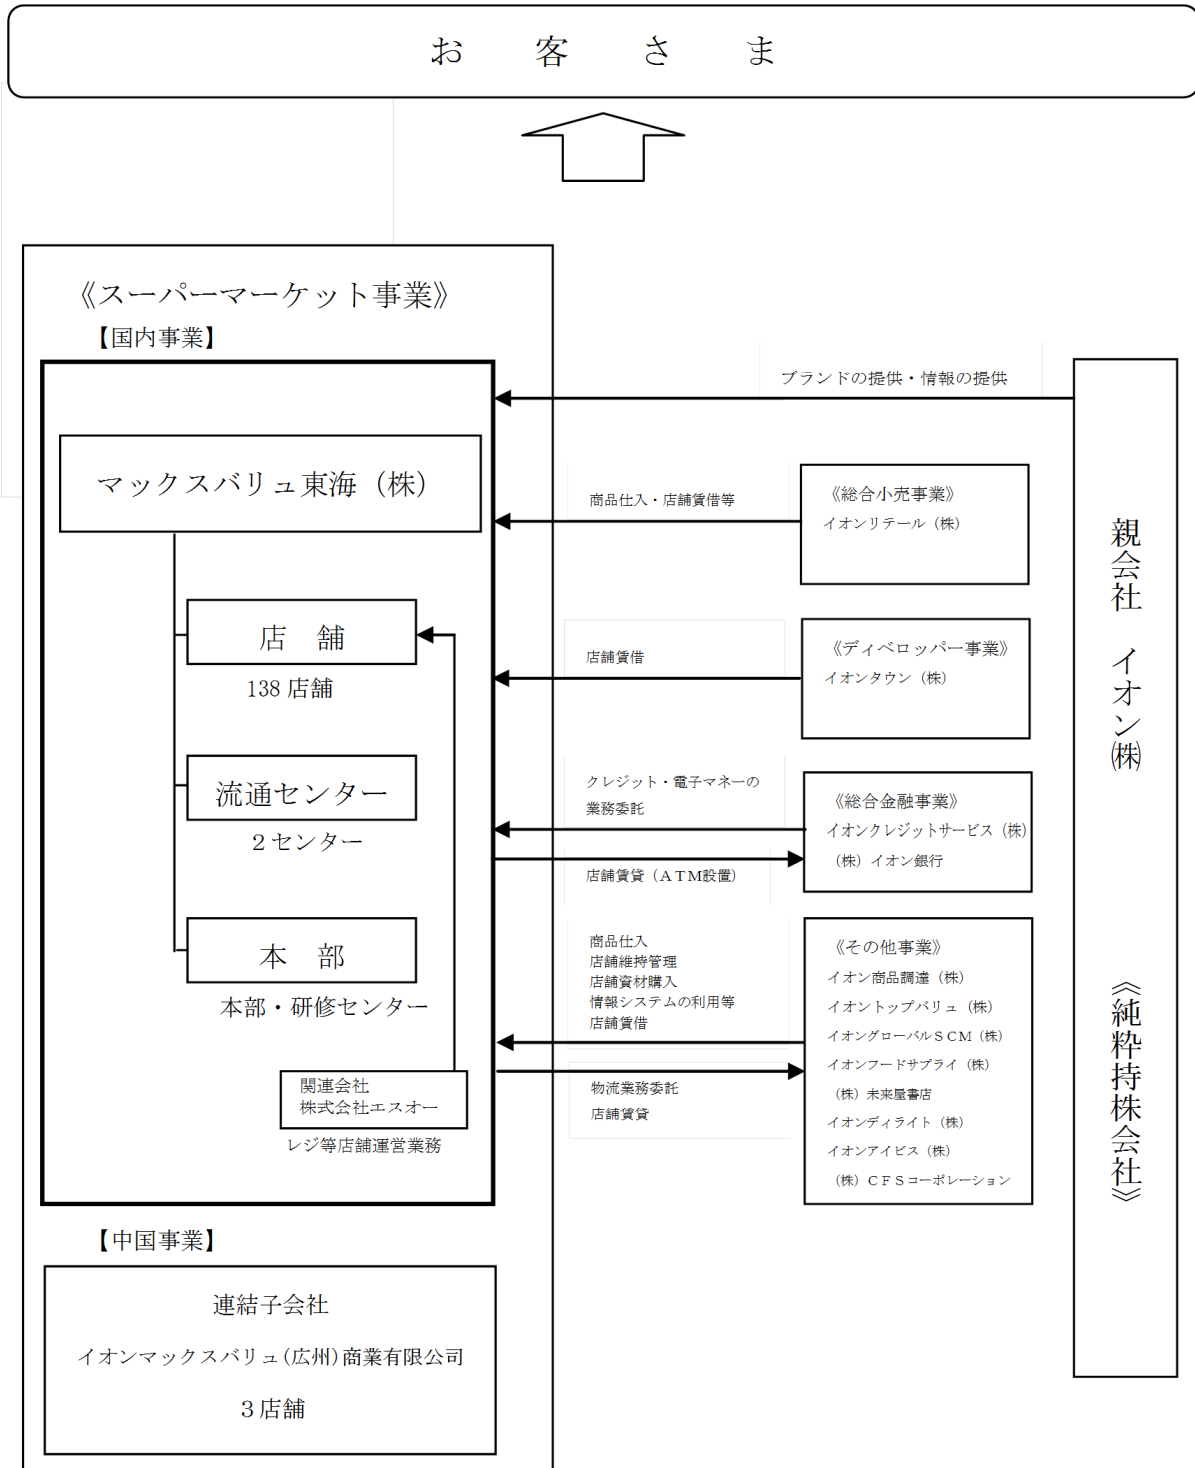 お客さま
《スーパーマーケット事業》
【国内事業】
マックスバリュ東海（株）
店 舗
138 店舗
流通センター
２センター
本 部
本部・研修センター
関連会社
株式会社エスオー
レジ等店舗運営業務
【中国事業】
連結子会社
イオンマックスバリュ(広州)商業有限公司
３店舗
ブランドの提供・情報の提供
商品仕入・店舗賃借等
店舗賃借
クレジット・電子マネーの
業務委託
店舗賃貸（ＡＴＭ設置）
商品仕入
店舗維持管理
店舗資材購入
情報システムの利用等
店舗賃借
物流業務委託
店舗賃貸
《総合小売事業》
イオンリテール（株）
《ディベロッパー事業》
イオンタウン（株）
《総合金融事業》
イオンクレジットサービス（株）
（株）イオン銀行
《その他事業》
イオン商品調達（株）
イオントップバリュ（株）
イオングローバルＳＣＭ（株）
イオンフードサプライ（株）
（株）未来屋書店
イオンディライト（株）
イオンアイビス（株）
（株）ＣＦＳコーポレーション
親会社 イオン㈱ 《純粋持株会社》